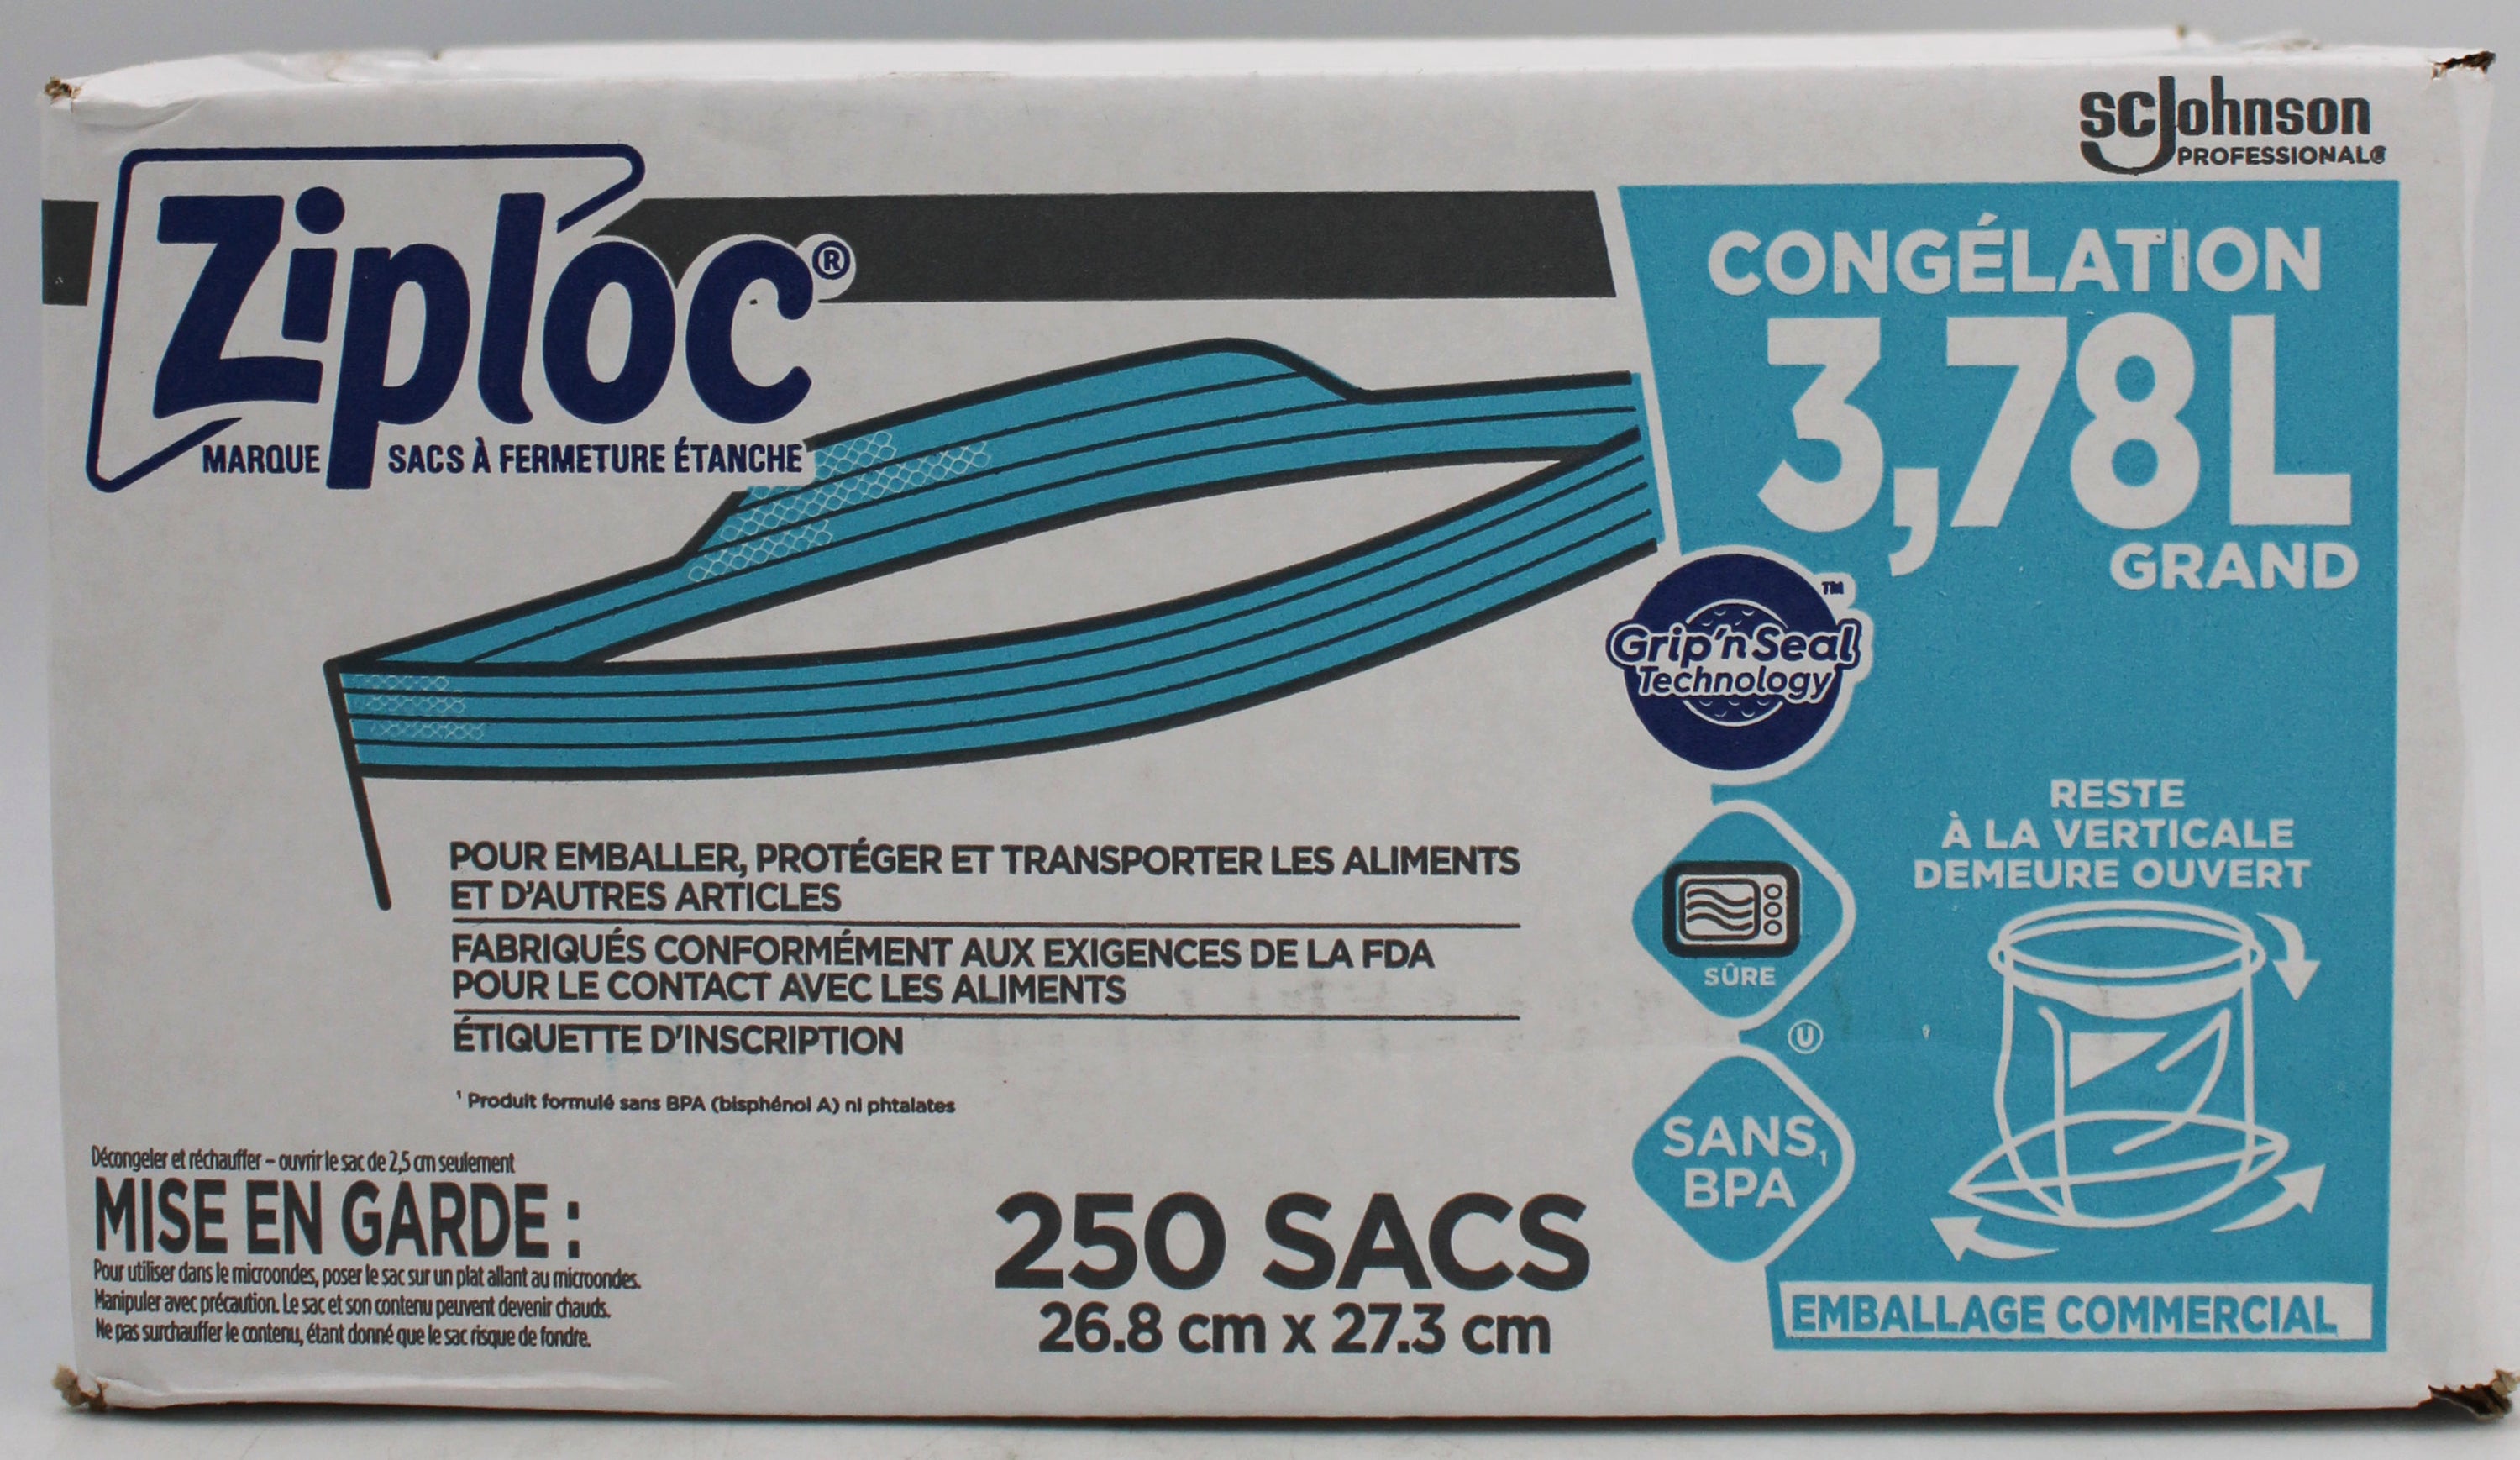 SCJohnson
PROFESSIONAL®
Ziploc®
MARQUE SACS À FERMETURE ÉTANCHE
CONGÉLATION
3,78L
GRAND
Grip'n Seal™
Technology
RESTE
À LA VERTICALE
DEMEURE OUVERT
POUR EMBALLER, PROTÉGER ET TRANSPORTER LES ALIMENTS
ET D'AUTRES ARTICLES
FABRIQUÉS CONFORMÉMENT AUX EXIGENCES DE LA FDA
POUR LE CONTACT AVEC LES ALIMENTS
ÉTIQUETTE D'INSCRIPTION
¹ Produit formulé sans BPA (bisphénol A) ni phtalates
SÛRE
U
SANS
BPA¹
Décongeler et réchauffer – ouvrir le sac de 2,5 cm seulement
MISE EN GARDE :
Pour utiliser dans le microondes, poser le sac sur un plat allant au microondes.
Manipuler avec précaution. Le sac et son contenu peuvent devenir chauds.
Ne pas surchauffer le contenu, étant donné que le sac risque de fondre.
250 SACS
26.8 cm x 27.3 cm
EMBALLAGE COMMERCIAL